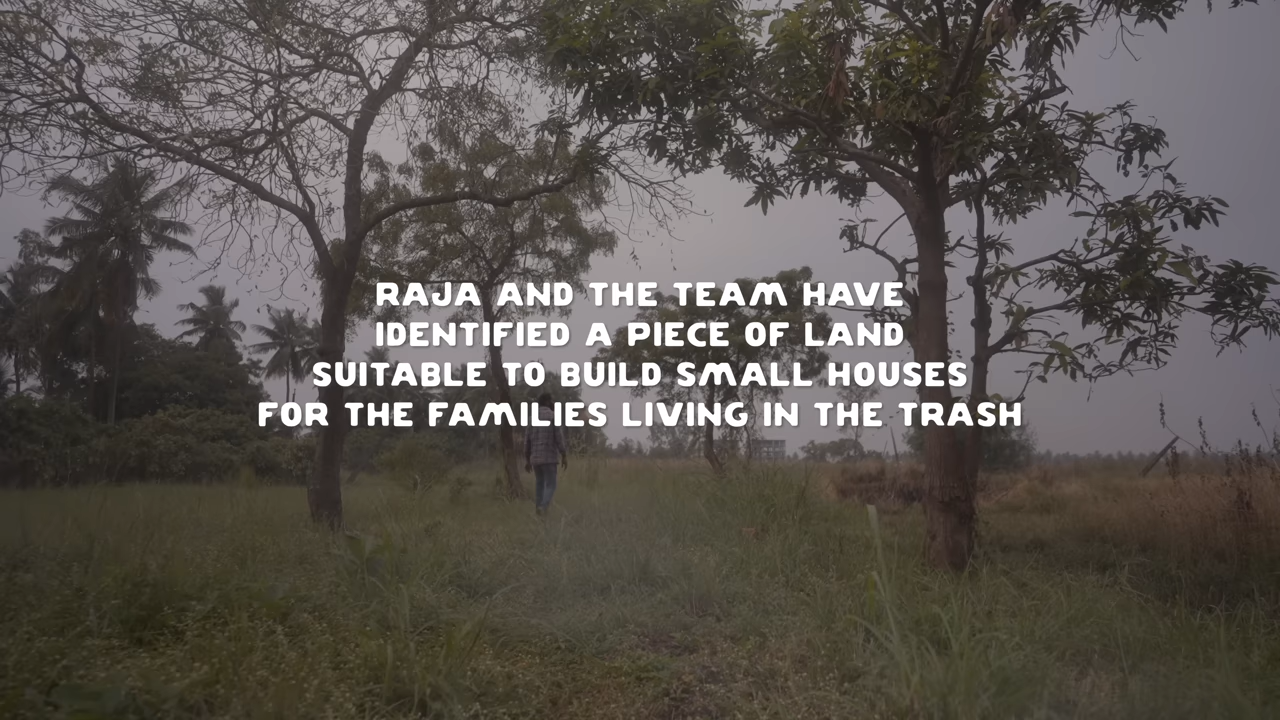 RAJA AND THE TEAM HAVE
IDENTIFIED A PIECE OF LAND
SUITABLE TO BUILD SMALL HOUSES
FOR THE FAMILIES LIVING IN THE TRASH